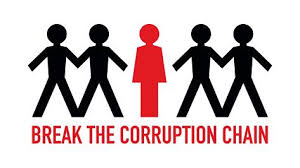 BREAK THE CORRUPTION CHAIN